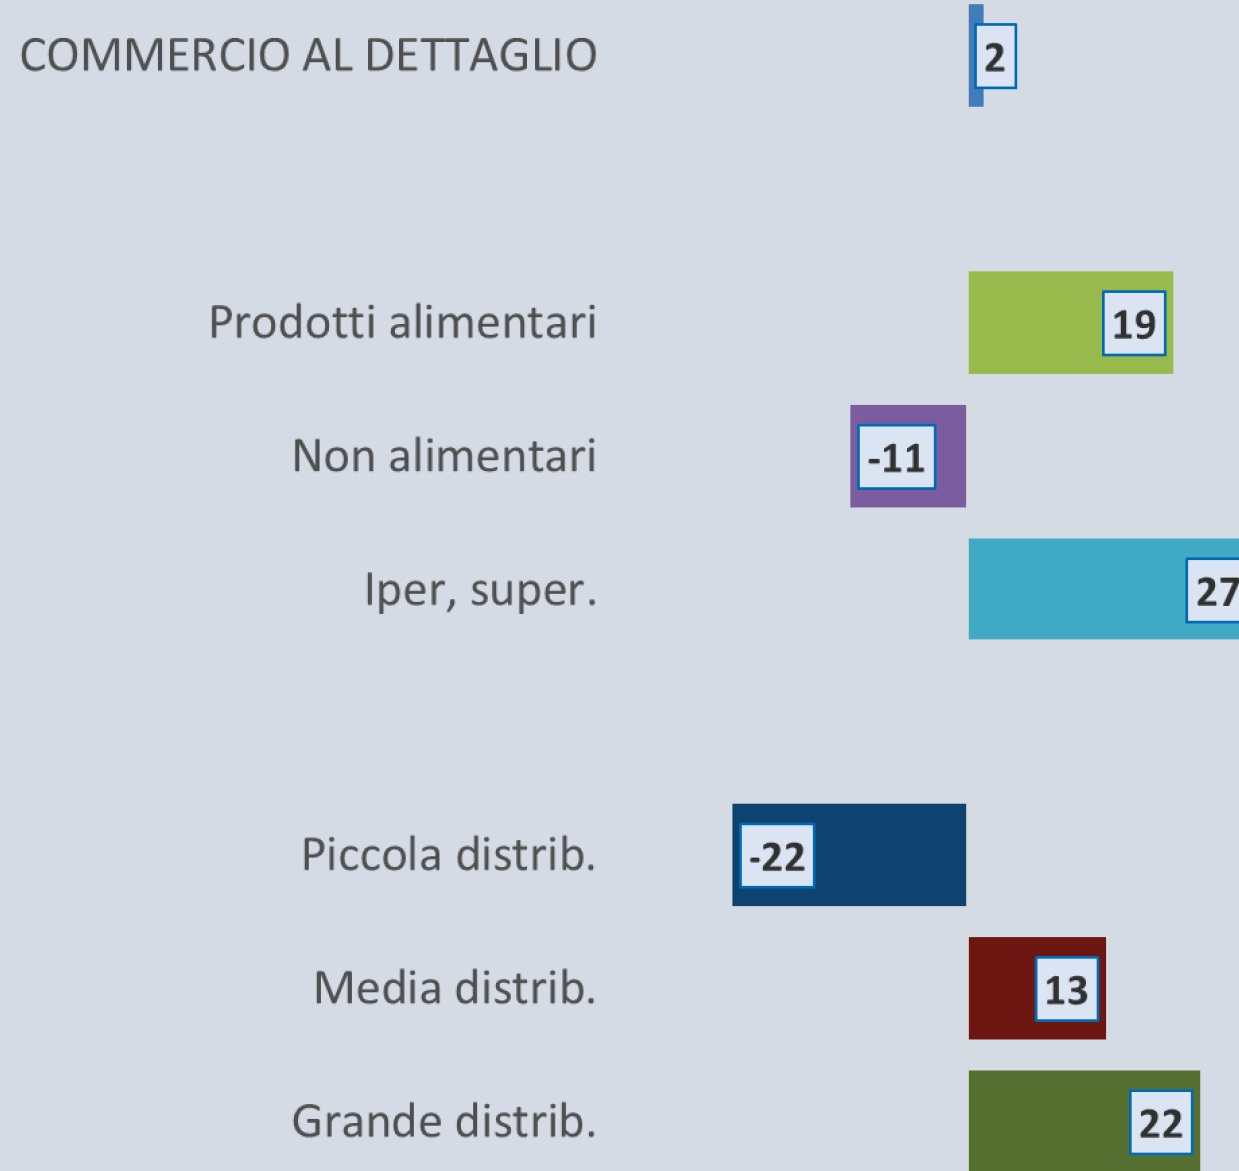 COMMERCIO AL DETTAGLIO 2
Prodotti alimentari 19
Non alimentari -11
Iper, super. 27
Piccola distrib. -22
Media distrib. 13
Grande distrib. 22